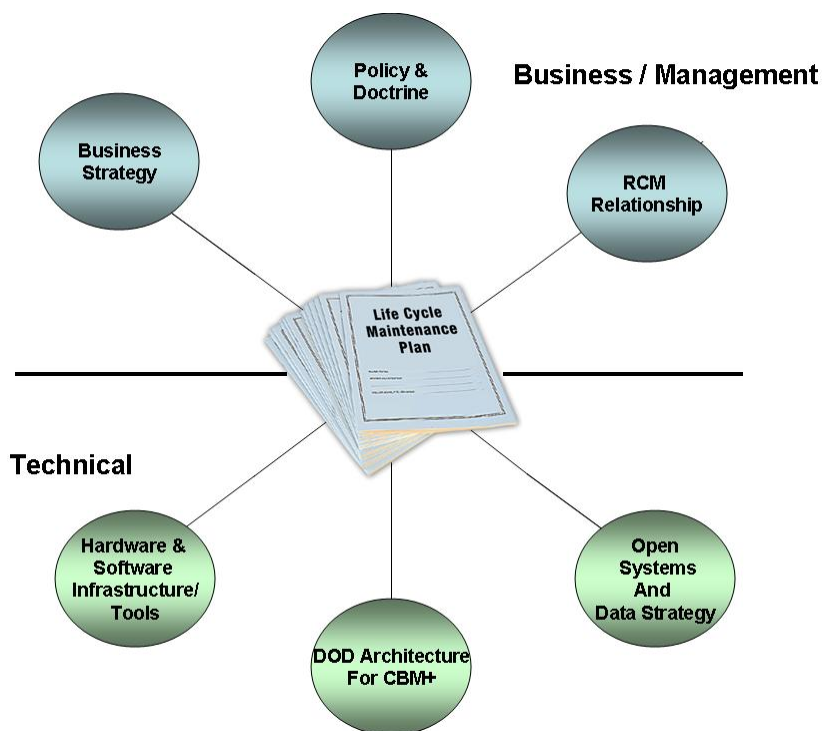 Policy &
Doctrine
Business / Management
Business
Strategy
RCM
Relationship
Life Cycle
Maintenance
Plan
Technical
Hardware &
Software
Infrastructure/
Tools
Open
Systems
And
Data Strategy
DOD Architecture
For CBM+